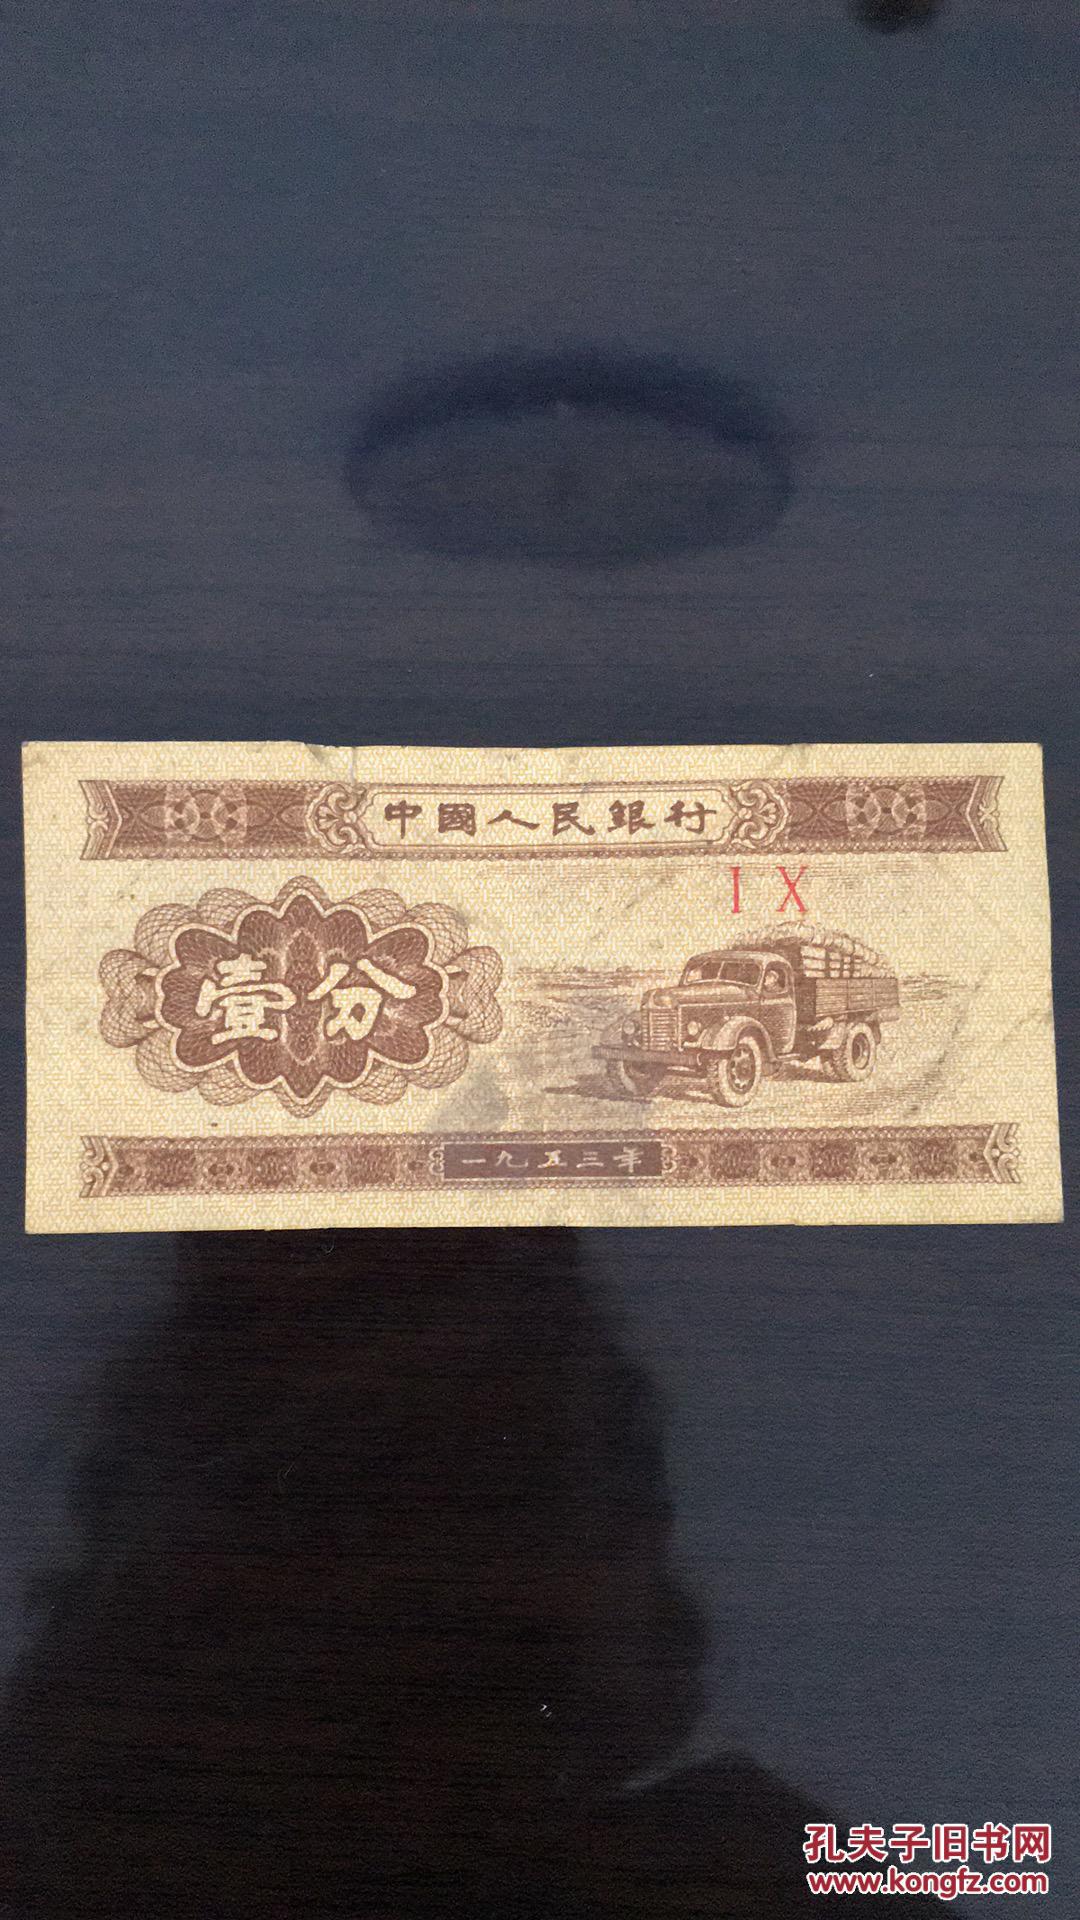 中國人民銀行
I X
壹分
一九五三年
孔夫子旧书网
www.kongfz.com